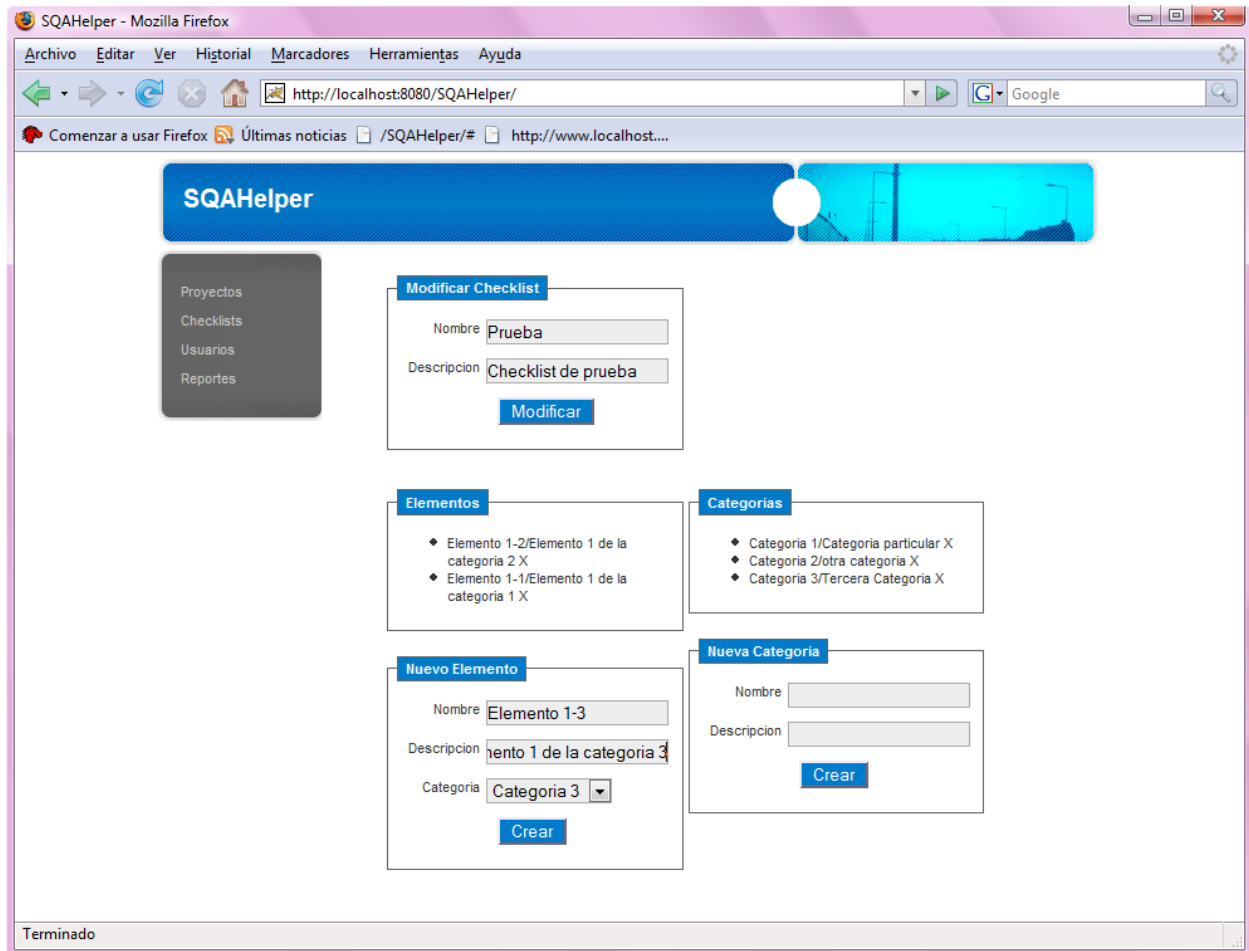 SQAHelper - Mozilla Firefox
Archivo Editar Ver Historial Marcadores Herramientas Ayuda
http://localhost:8080/SQAHelper/
G Google
Comenzar a usar Firefox Últimas noticias /SQAHelper/# http://www.localhost....
SQAHelper
Proyectos
Checklists
Usuarios
Reportes
Modificar Checklist
Nombre Prueba
Descripcion Checklist de prueba
Modificar
Elementos
Elemento 1-2/Elemento 1 de la
categoria 2 X
Elemento 1-1/Elemento 1 de la
categoria 1 X
Categorias
Categoria 1/Categoria particular X
Categoria 2/otra categoria X
Categoria 3/Tercera Categoria X
Nuevo Elemento
Nombre Elemento 1-3
Descripcion nento 1 de la categoria 3
Categoria Categoria 3
Crear
Nueva Categoria
Nombre
Descripcion
Crear
Terminado